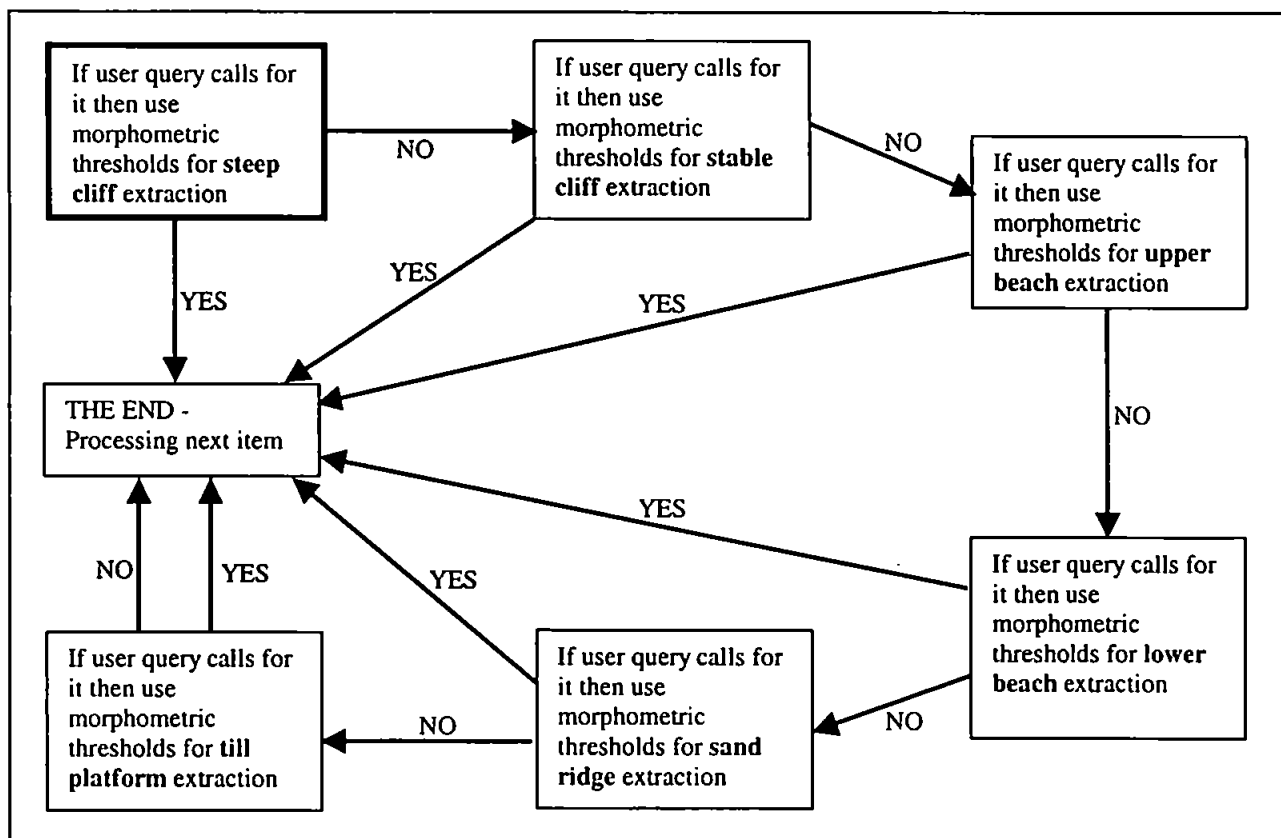 If user query calls for
it then use
morphometric
thresholds for steep
cliff extraction
NO
If user query calls for
it then use
morphometric
thresholds for stable
cliff extraction
NO
If user query calls for
it then use
morphometric
thresholds for upper
beach extraction
YES
YES
YES
NO
THE END -
Processing next item
YES
NO
YES
YES
If user query calls for
it then use
morphometric
thresholds for lower
beach extraction
NO
If user query calls for
it then use
morphometric
thresholds for sand
ridge extraction
NO
If user query calls for
it then use
morphometric
thresholds for till
platform extraction